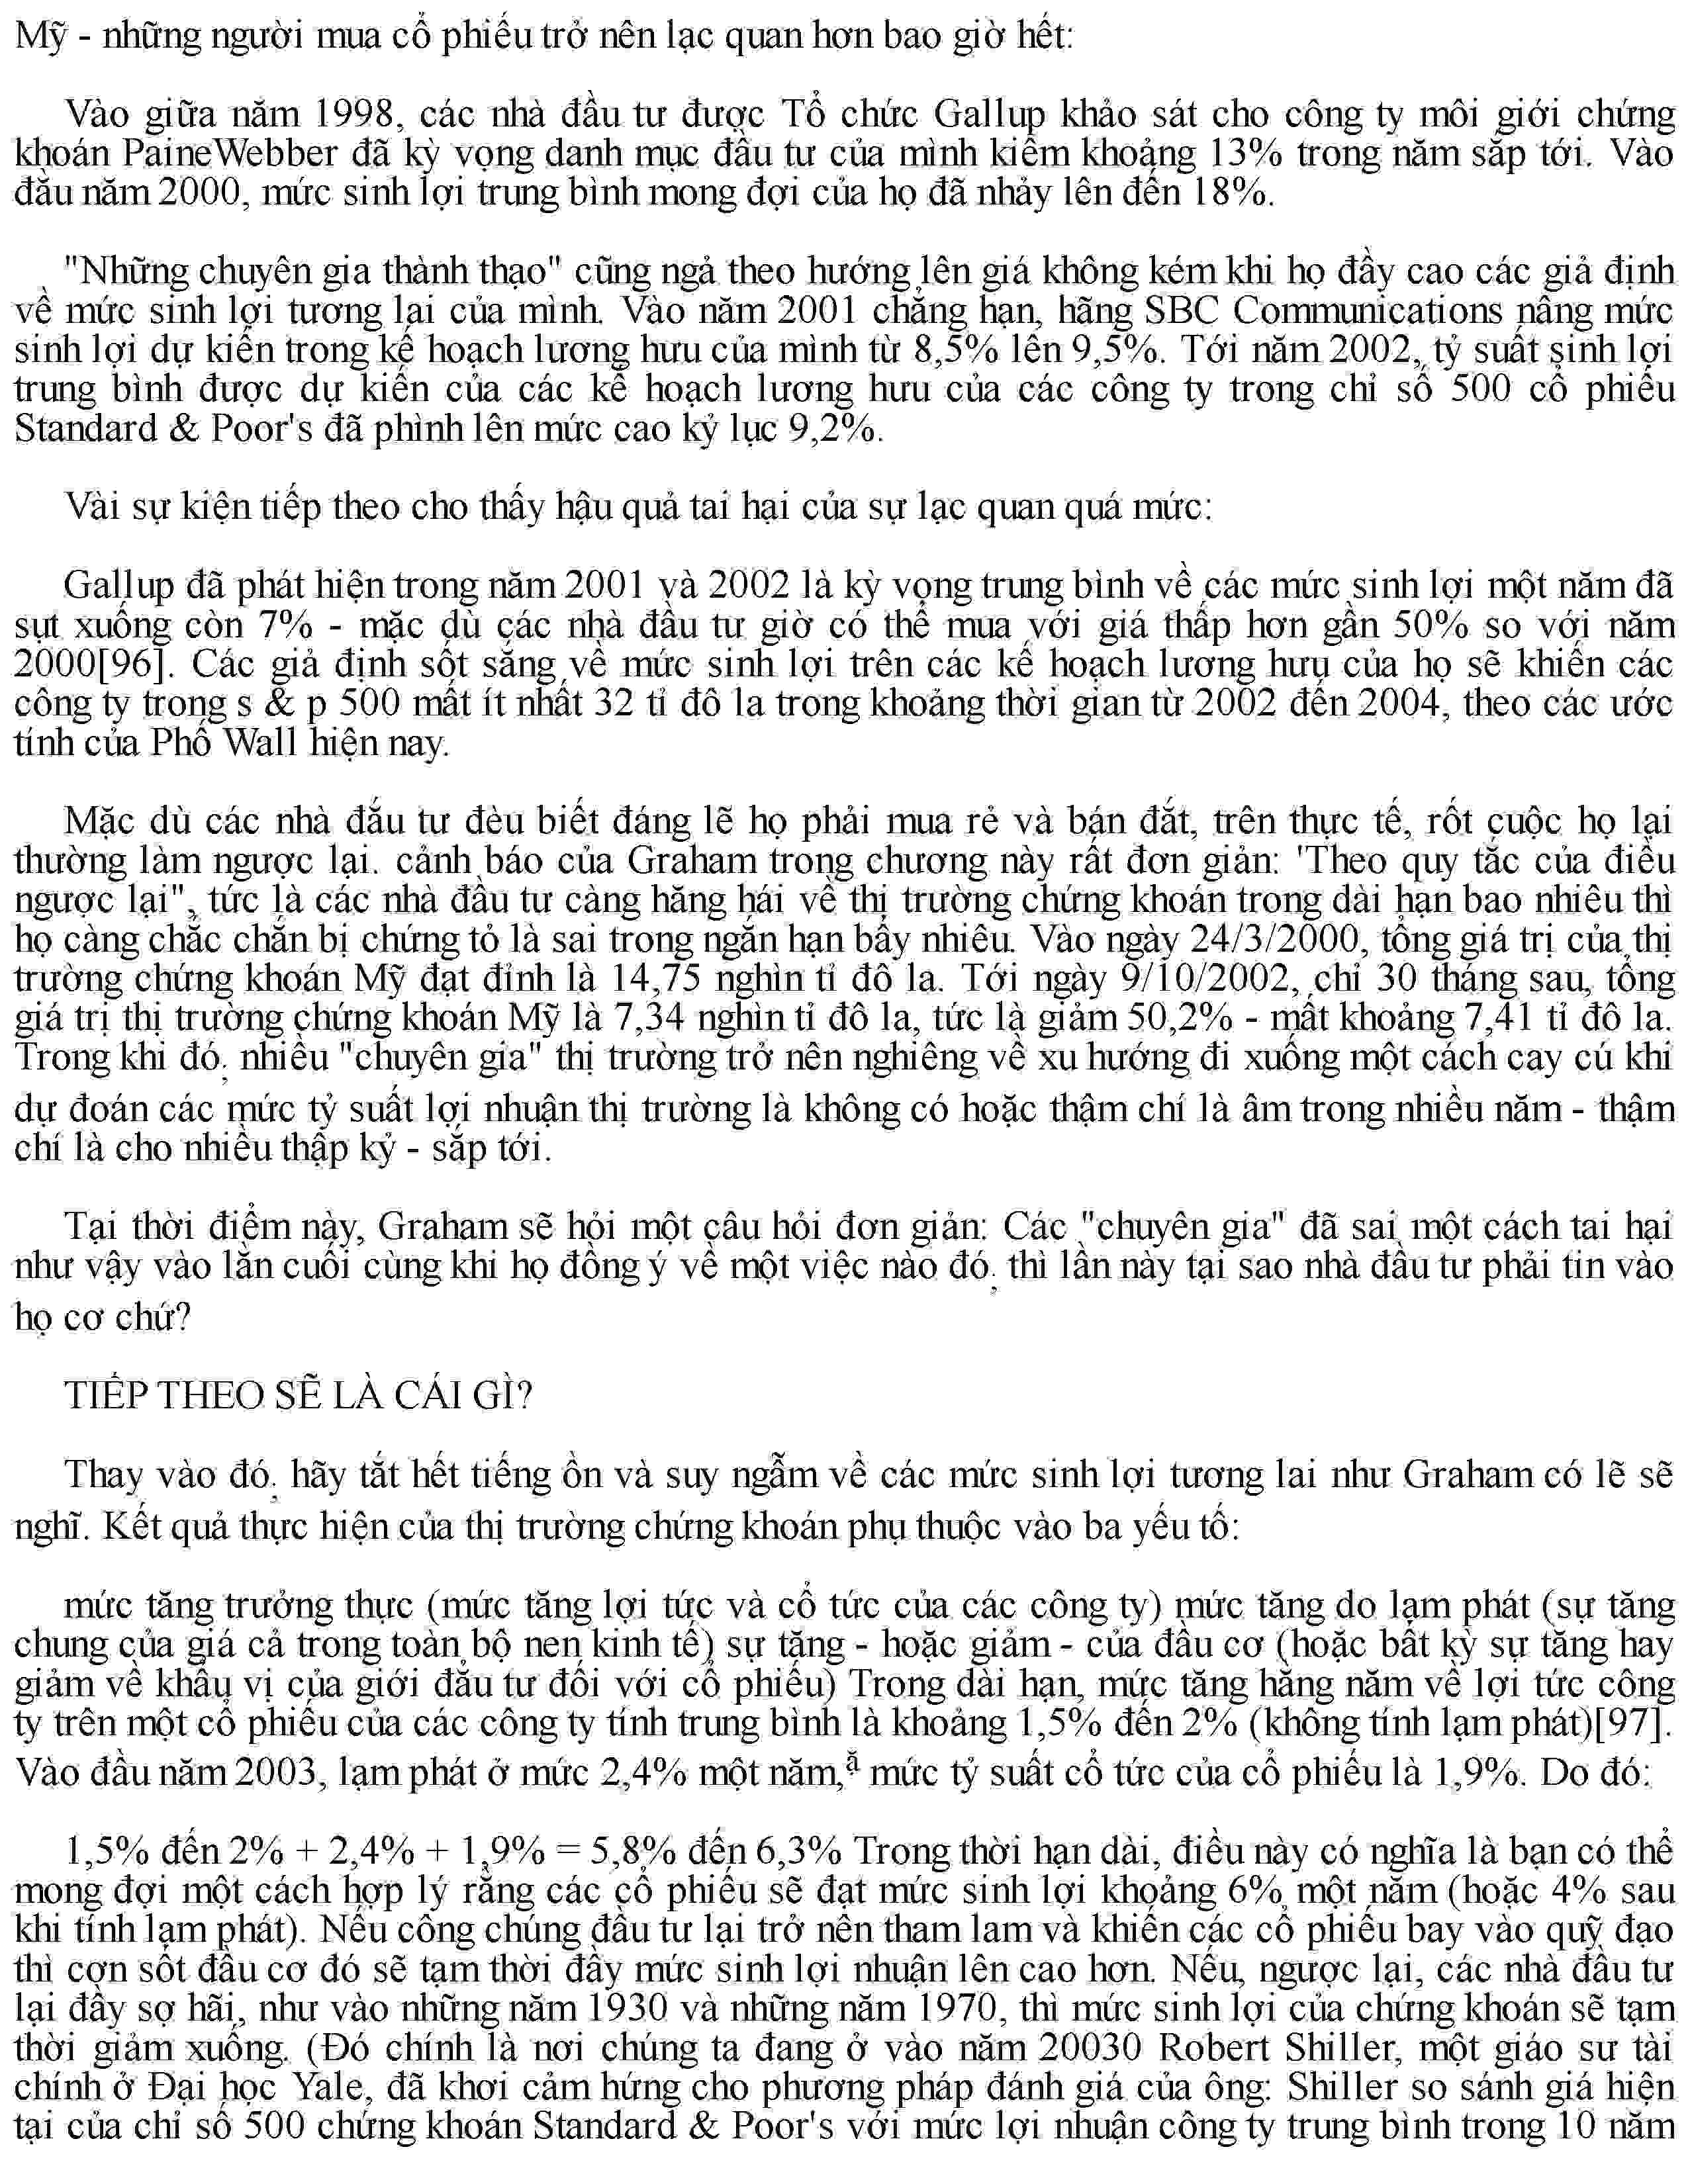 Mỹ - những người mua cổ phiếu trở nên lạc quan hơn bao giờ hết:
Vào giữa năm 1998, các nhà đầu tư được Tổ chức Gallup khảo sát cho công ty môi giới chứng
khoán PaineWebber đã kỳ vọng danh mục đầu tư của mình kiếm khoảng 13% trong năm sắp tới. Vào
đầu năm 2000, mức sinh lợi trung bình mong đợi của họ đã nhảy lên đến 18%.
"Những chuyên gia thành thạo" cũng ngả theo hướng lên giá không kém khi họ đẩy cao các giả định
về mức sinh lợi tương lai của mình. Vào năm 2001 chẳng hạn, hãng SBC Communications nâng mức
sinh lợi dự kiến trong kế hoạch lương hưu của mình từ 8,5% lên 9,5%. Tới năm 2002, tỷ suất sinh lợi
trung bình được dự kiến của các kế hoạch lương hưu của các công ty trong chỉ số 500 cổ phiếu
Standard & Poor's đã phình lên mức cao kỷ lục 9,2%.
Vài sự kiện tiếp theo cho thấy hậu quả tai hại của sự lạc quan quá mức:
Gallup đã phát hiện trong năm 2001 và 2002 là kỳ vọng trung bình về các mức sinh lợi một năm đã
sụt xuống còn 7% - mặc dù các nhà đầu tư giờ có thể mua với giá thấp hơn gần 50% so với năm
2000[96]. Các giả định sốt sắng về mức sinh lợi trên các kế hoạch lương hưu của họ sẽ khiến các
công ty trong s & p 500 mất ít nhất 32 tỉ đô la trong khoảng thời gian từ 2002 đến 2004, theo các ước
tính của Phố Wall hiện nay.
Mặc dù các nhà đắu tư đèu biết đáng lẽ họ phải mua rẻ và bán đắt, trên thực tế, rốt cuộc họ lại
thường làm ngược lại. cảnh báo của Graham trong chương này rất đơn giản: 'Theo quy tắc của điều
ngược lại", tức là các nhà đầu tư càng hăng hái về thị trường chứng khoán trong dài hạn bao nhiêu thì
họ càng chắc chắn bị chứng tỏ là sai trong ngắn hạn bấy nhiêu. Vào ngày 24/3/2000, tổng giá trị của thị
trường chứng khoán Mỹ đạt đỉnh là 14,75 nghìn tỉ đô la. Tới ngày 9/10/2002, chỉ 30 tháng sau, tổng
giá trị thị trường chứng khoán Mỹ là 7,34 nghìn tỉ đô la, tức là giảm 50,2% - mất khoảng 7,41 tỉ đô la.
Trong khi đó, nhiều "chuyên gia" thị trường trở nên nghiêng về xu hướng đi xuống một cách cay cú khi
dự đoán các mức tỷ suất lợi nhuận thị trường là không có hoặc thậm chí là âm trong nhiều năm - thậm
chí là cho nhiều thập kỷ - sắp tới.
Tại thời điểm này, Graham sẽ hỏi một câu hỏi đơn giản: Các "chuyên gia" đã sai một cách tai hại
như vậy vào lằn cuối cùng khi họ đồng ý về một việc nào đó, thì lần này tại sao nhà đầu tư phải tin vào
họ cơ chứ?
TIẾP THEO SẼ LÀ CÁI GÌ?
Thay vào đó, hãy tắt hết tiếng ồn và suy ngẫm về các mức sinh lợi tương lai như Graham có lẽ sẽ
nghĩ. Kết quả thực hiện của thị trường chứng khoán phụ thuộc vào ba yếu tố:
mức tăng trưởng thực (mức tăng lợi tức và cổ tức của các công ty) mức tăng do lạm phát (sự tăng
chung của giá cả trong toàn bộ nen kinh tế) sự tăng - hoặc giảm - của đầu cơ (hoặc bất kỳ sự tăng hay
giảm về khẩu vị của giới đắu tư đối với cổ phiếu) Trong dài hạn, mức tăng hằng năm về lợi tức công
ty trên một cổ phiếu của các công ty tính trung bình là khoảng 1,5% đến 2% (không tính lạm phát)[97].
Vào đầu năm 2003, lạm phát ở mức 2,4% một năm,ặ mức tỷ suất cổ tức của cổ phiếu là 1,9%. Do đó:
1,5% đến 2% + 2,4% + 1,9% = 5,8% đến 6,3% Trong thời hạn dài, điều này có nghĩa là bạn có thể
mong đợi một cách hợp lý rằng các cổ phiếu sẽ đạt mức sinh lợi khoảng 6% một năm (hoặc 4% sau
khi tính lạm phát). Nếu công chúng đầu tư lại trở nên tham lam và khiến các cổ phiếu bay vào quỹ đạo
thì cơn sốt đầu cơ đó sẽ tạm thời đẩy mức sinh lợi nhuận lên cao hơn. Nếu, ngược lại, các nhà đầu tư
lại đầy sợ hãi, như vào những năm 1930 và những năm 1970, thì mức sinh lợi của chứng khoán sẽ tạm
thời giảm xuống. (Đó chính là nơi chúng ta đang ở vào năm 20030 Robert Shiller, một giáo sư tài
chính ở Đại học Yale, đã khơi cảm hứng cho phương pháp đánh giá của ông: Shiller so sánh giá hiện
tại của chỉ số 500 chứng khoán Standard & Poor's với mức lợi nhuận công ty trung bình trong 10 năm